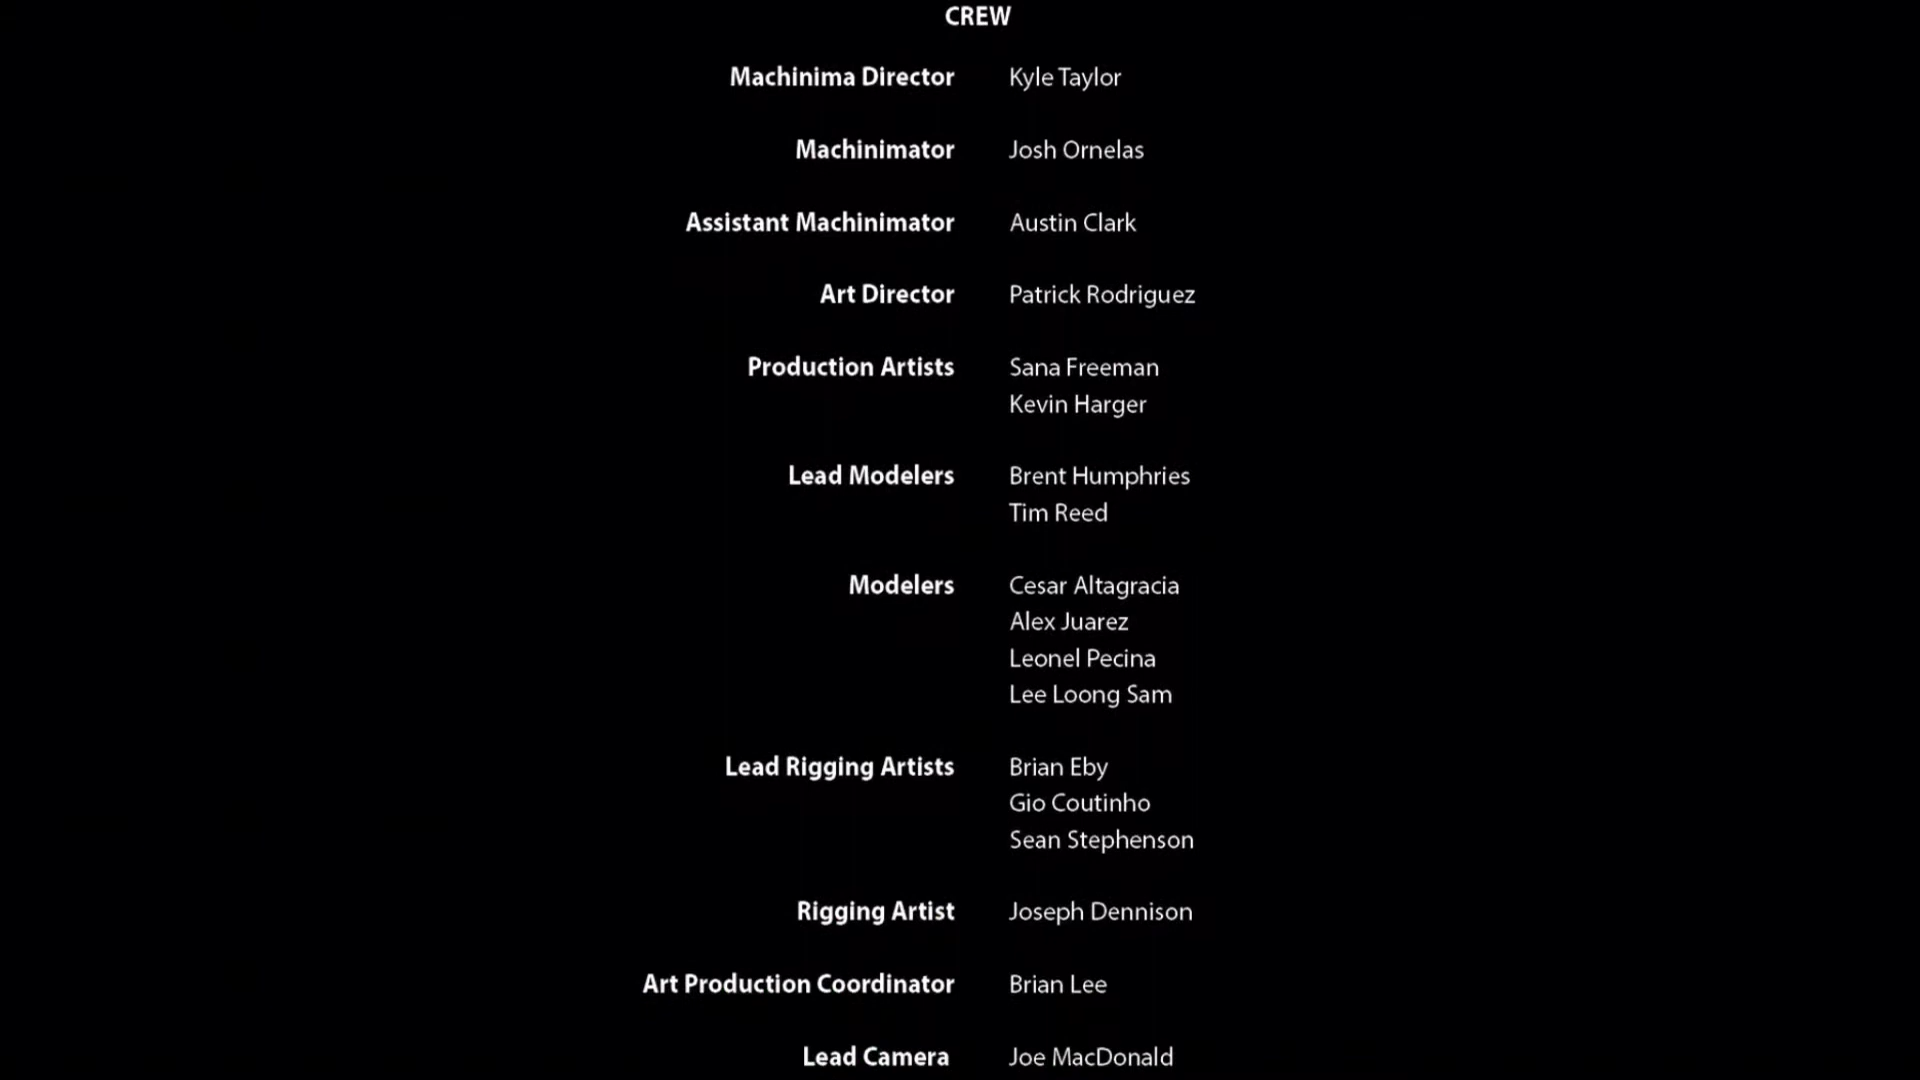 CREW
Machinima Director Kyle Taylor
Machinimator Josh Ornelas
Assistant Machinimator Austin Clark
Art Director Patrick Rodriguez
Production Artists Sana Freeman
Kevin Harger
Lead Modelers Brent Humphries
Tim Reed
Modelers Cesar Altagracia
Alex Juarez
Leonel Pecina
Lee Loong Sam
Lead Rigging Artists Brian Eby
Gio Coutinho
Sean Stephenson
Rigging Artist Joseph Dennison
Art Production Coordinator Brian Lee
Lead Camera Joe MacDonald